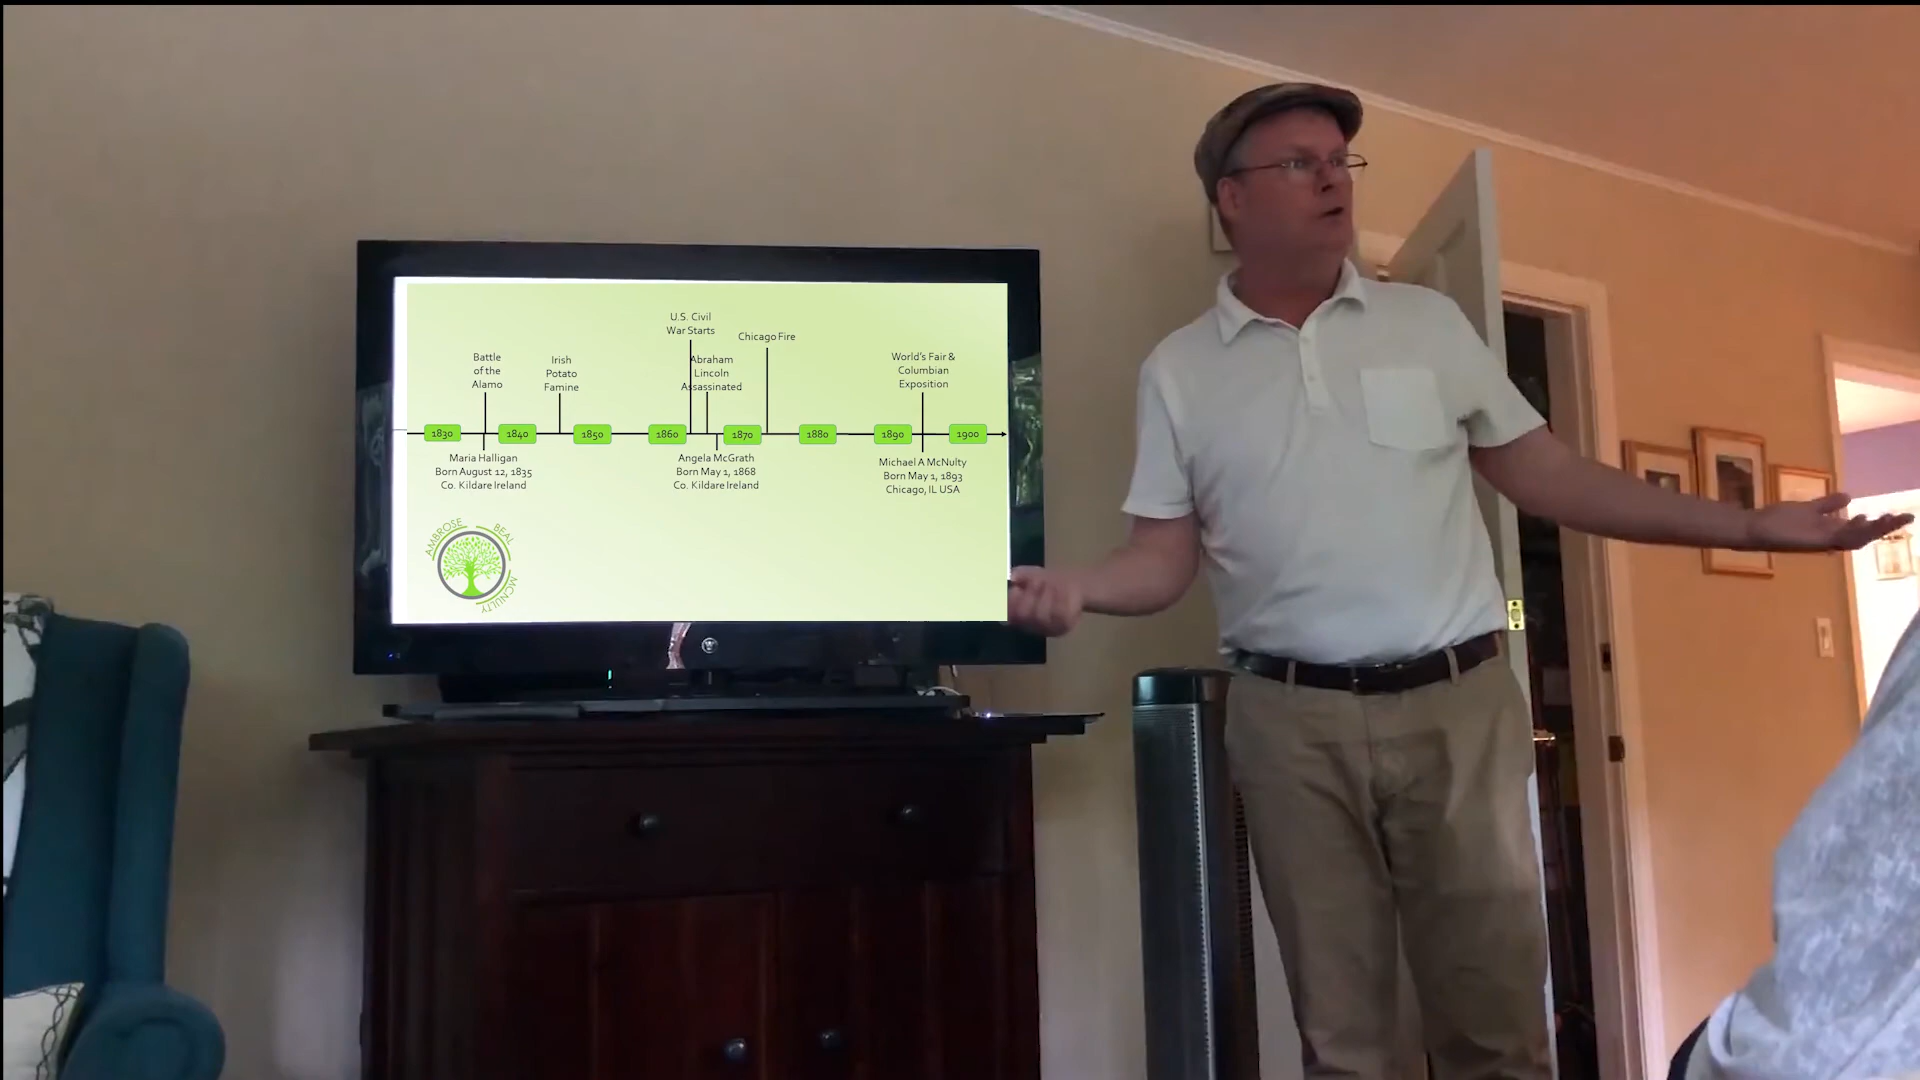 U.S. Civil
War Starts
Chicago Fire
Battle
of the
Alamo
Irish
Potato
Famine
Abraham
Lincoln
Assassinated
World's Fair &
Columbian
Exposition
1830
1840
1850
1860
1870
1880
1890
1900
Maria Halligan
Born August 12, 1835
Co. Kildare Ireland
Angela McGrath
Born May 1, 1868
Co. Kildare Ireland
Michael A McNulty
Born May 1, 1893
Chicago, IL USA
AMBROSE
BEAL
MCNULTY